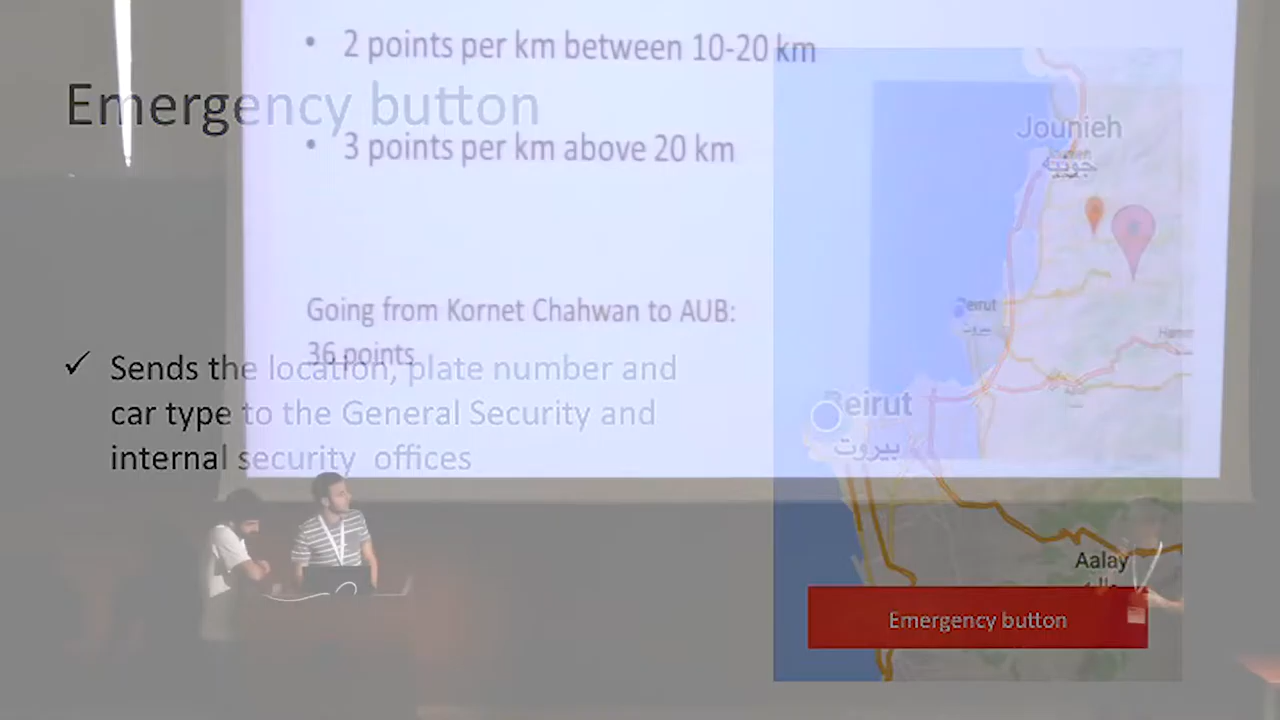 • 2 points per km between 10-20 km
Emergency button
• 3 points per km above 20 km
Jounieh
جونيه
Beirut
بيروت
Going from Kornet Chahwan to AUB:
36 points
✓ Sends the location, plate number and
car type to the General Security and
internal security offices
Beirut
بيروت
Aalay
Emergency button